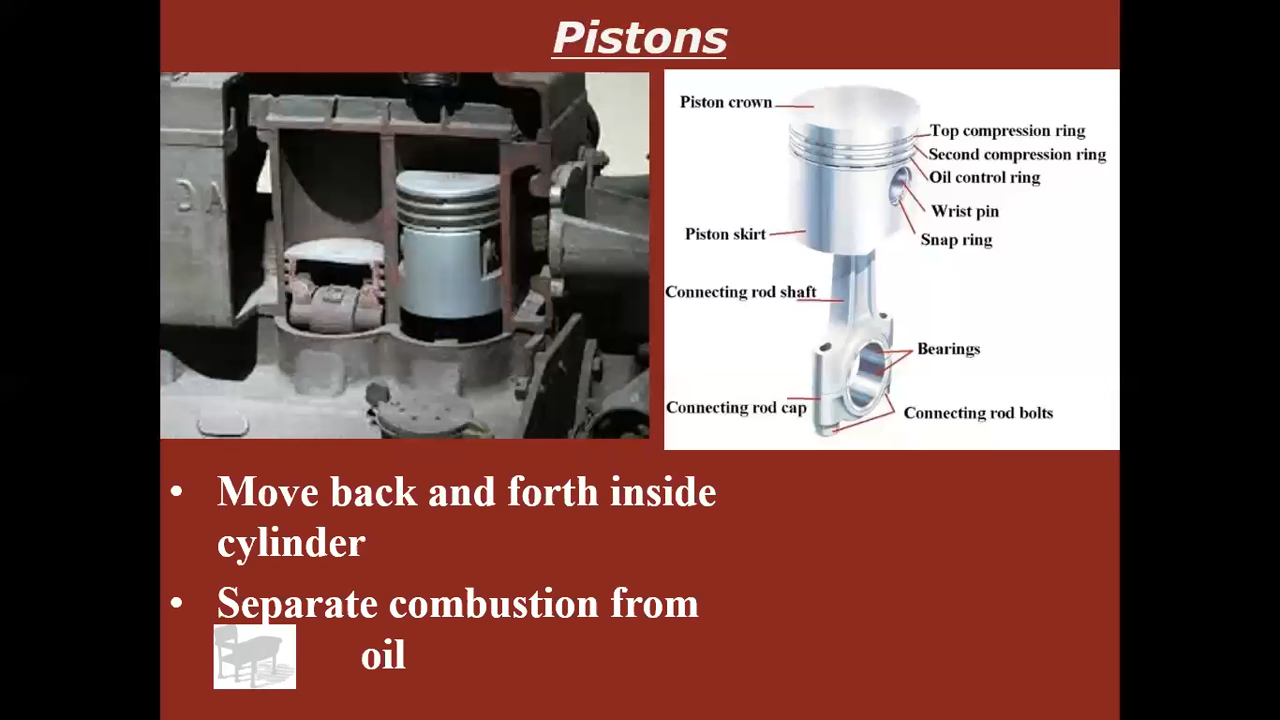 Pistons
DA
Piston crown
Top compression ring
Second compression ring
Oil control ring
Wrist pin
Piston skirt
Snap ring
Connecting rod shaft
Bearings
Connecting rod cap
Connecting rod bolts
• Move back and forth inside
cylinder
• Separate combustion from
oil